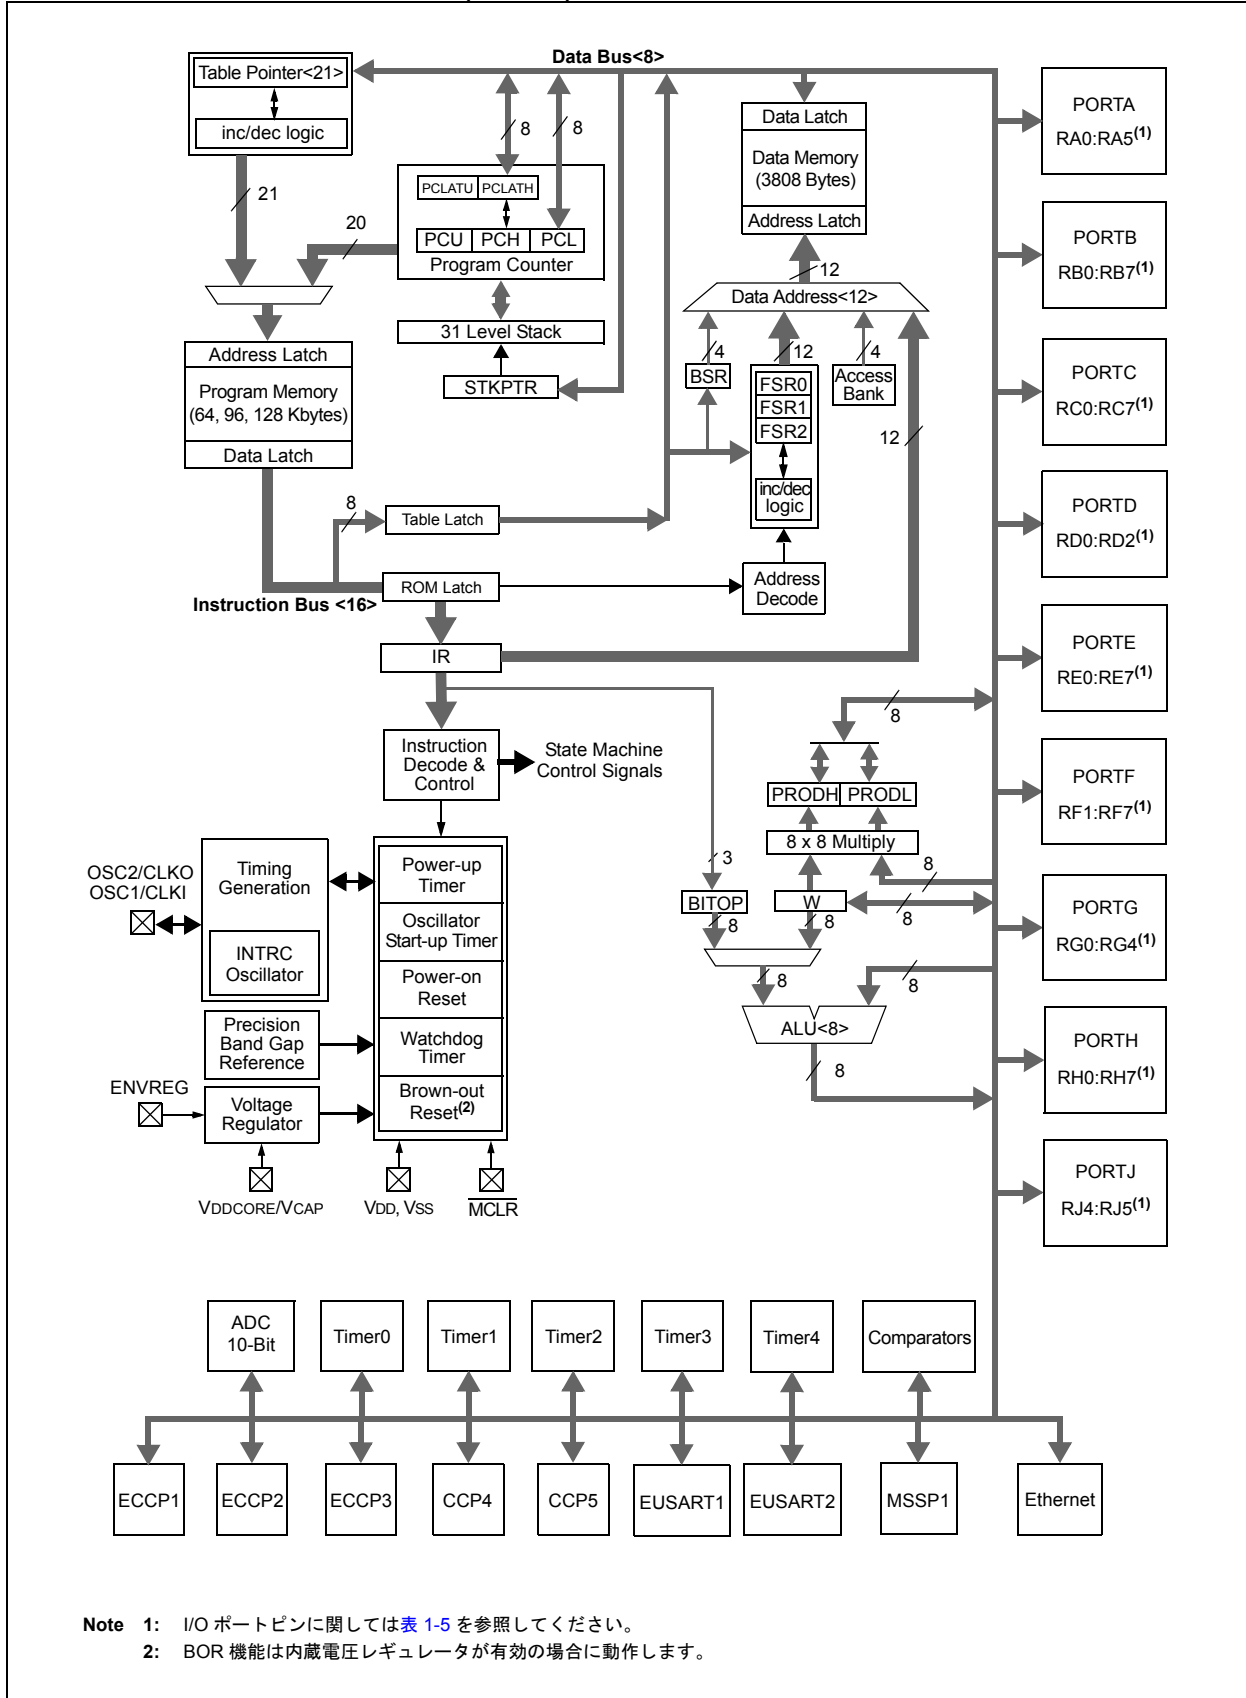 Data Bus<8>
Table Pointer<21>
inc/dec logic
21
20
8
8
PCLATU PCLATH
PCU PCH PCL
Program Counter
31 Level Stack
STKPTR
Address Latch
Program Memory
(64, 96, 128 Kbytes)
Data Latch
8
Table Latch
ROM Latch
Instruction Bus <16>
IR
Data Latch
Data Memory
(3808 Bytes)
Address Latch
12
Data Address<12>
4
12
4
BSR
FSR0
FSR1
FSR2
inc/dec
logic
Access
Bank
12
Address
Decode
Instruction
Decode &
Control
State Machine
Control Signals
OSC2/CLKO
OSC1/CLKI
Timing
Generation
INTRC
Oscillator
Power-up
Timer
Oscillator
Start-up Timer
Power-on
Reset
Watchdog
Timer
Brown-out
Reset(2)
Precision
Band Gap
Reference
ENVREG
Voltage
Regulator
VDDCORE/VCAP
VDD, VSS
MCLR
8
PRODH PRODL
8 x 8 Multiply
3
8
BITOP
W
8
8
8
8
8
ALU<8>
8
PORTA
RA0:RA5(1)
PORTB
RB0:RB7(1)
PORTC
RC0:RC7(1)
PORTD
RD0:RD2(1)
PORTE
RE0:RE7(1)
PORTF
RF1:RF7(1)
PORTG
RG0:RG4(1)
PORTH
RH0:RH7(1)
PORTJ
RJ4:RJ5(1)
ADC
10-Bit
Timer0
Timer1
Timer2
Timer3
Timer4
Comparators
ECCP1
ECCP2
ECCP3
CCP4
CCP5
EUSART1
EUSART2
MSSP1
Ethernet
Note 1: I/O ポートピンに関しては表 1-5 を参照してください。
2: BOR 機能は内蔵電圧レギュレータが有効の場合に動作します。